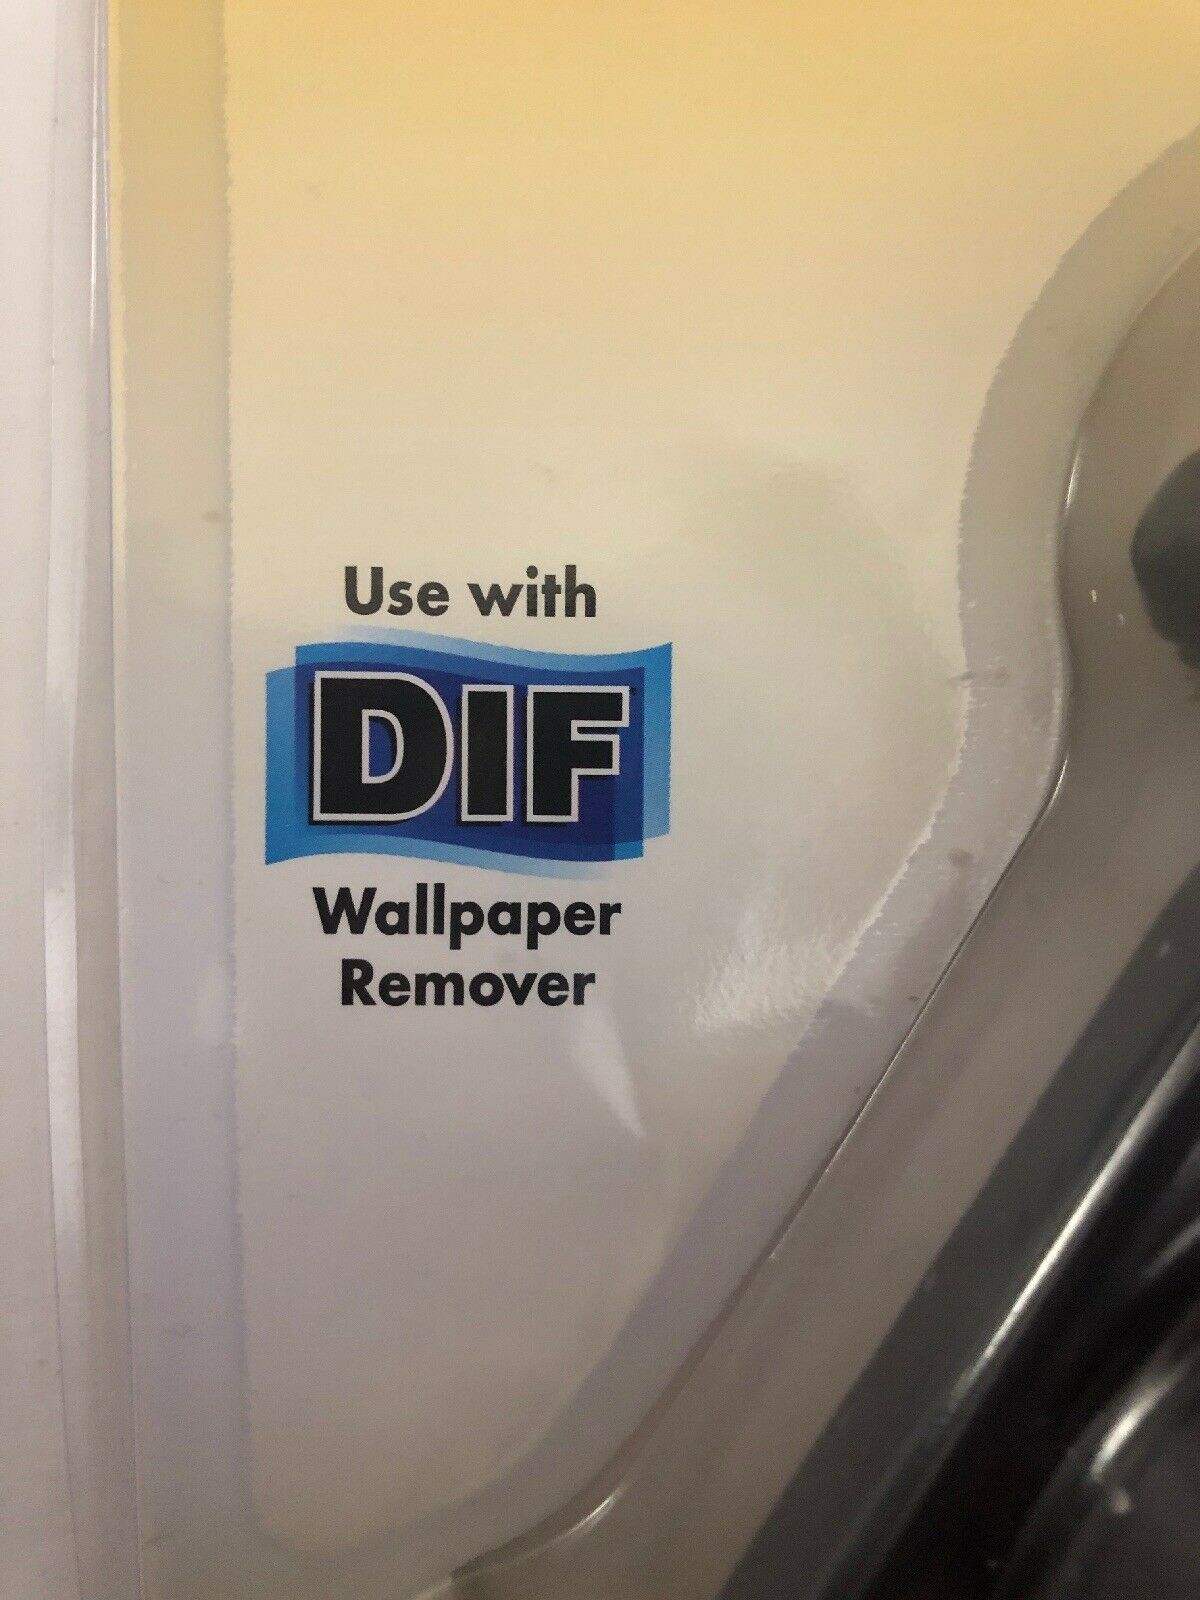 Use with
DIF
Wallpaper
Remover